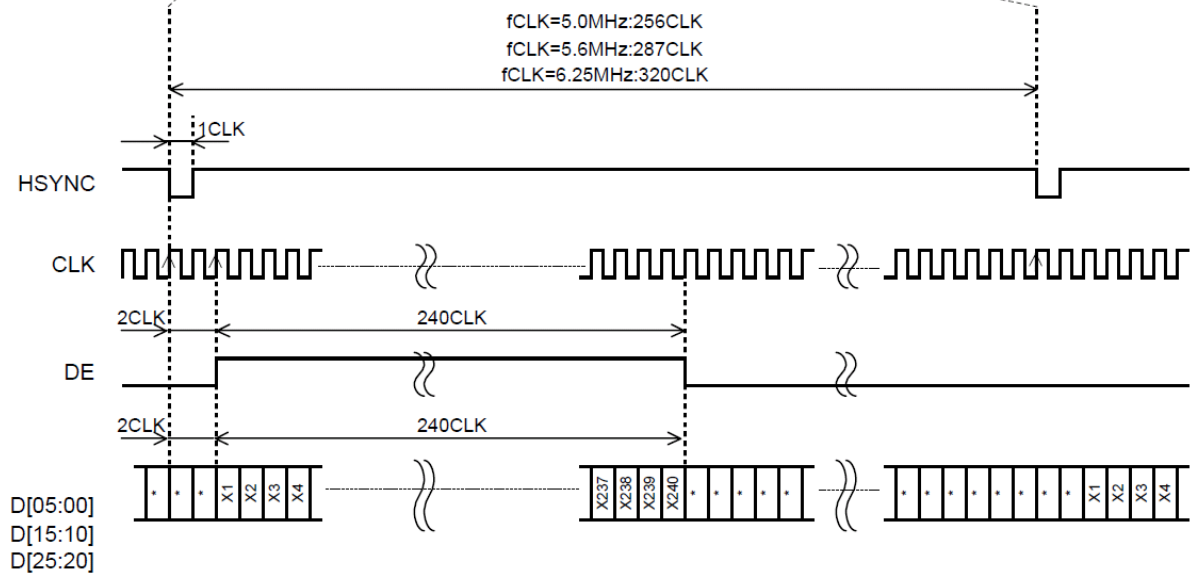 fCLK=5.0MHz:256CLK
fCLK=5.6MHz:287CLK
fCLK=6.25MHz:320CLK
1CLK
HSYNC
CLK
2CLK 240CLK
DE
2CLK 240CLK
* * * X1 X2 X3 X4 X237 X238 X239 X240 * * * * * * * * * * * * * X1 X2 X3 X4
D[05:00]
D[15:10]
D[25:20]